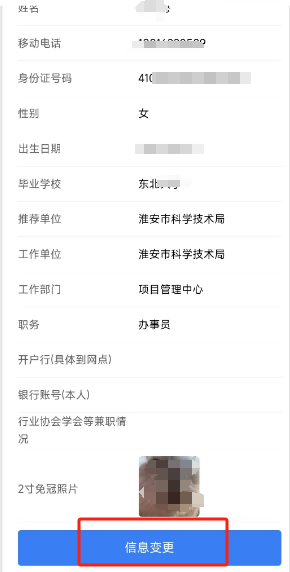 姓名
移动电话
身份证号码 410
性别 女
出生日期
毕业学校 东北
推荐单位 淮安市科学技术局
工作单位 淮安市科学技术局
工作部门 项目管理中心
职务 办事员
开户行(具体到网点)
银行账号(本人)
行业协会学会等兼职情
况
2寸免冠照片
信息变更